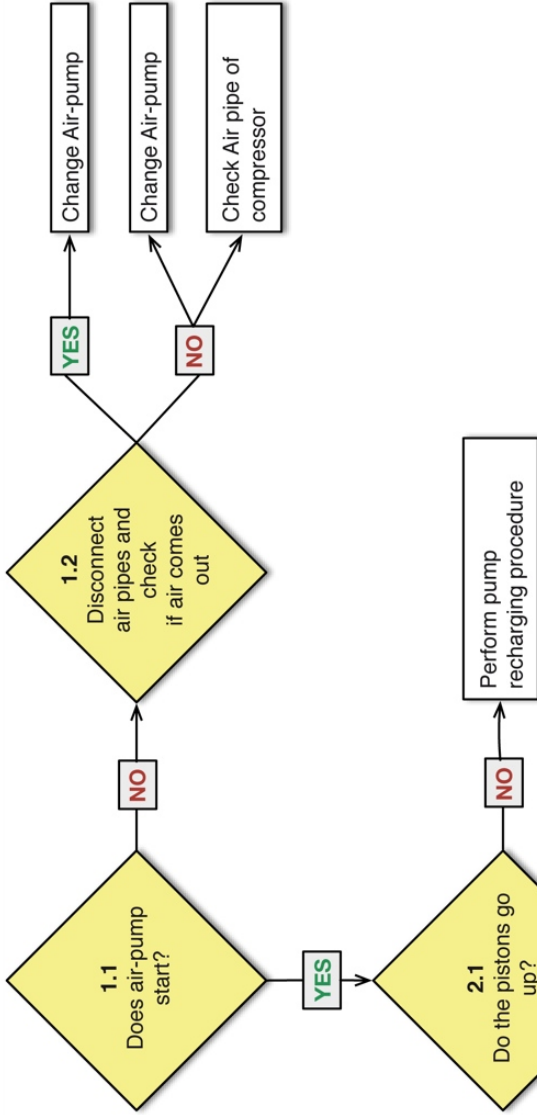 1.1
Does air-pump
start?
NO
1.2
Disconnect
air pipes and
check
if air comes
out
YES
Change Air-pump
NO
Change Air-pump
Check Air pipe of
compressor
YES
2.1
Do the pistons go
up?
NO
Perform pump
recharging procedure